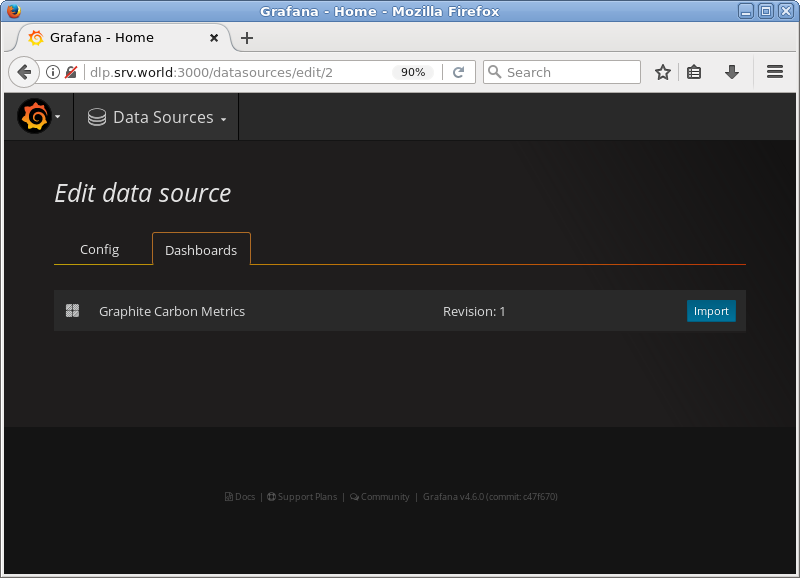 Grafana - Home - Mozilla Firefox
Grafana - Home
dlp.srv.world:3000/datasources/edit/2
90%
Search
Data Sources
Edit data source
Config
Dashboards
Graphite Carbon Metrics
Revision: 1
Import
Docs | Support Plans | Community | Grafana v4.6.0 (commit: c47f670)